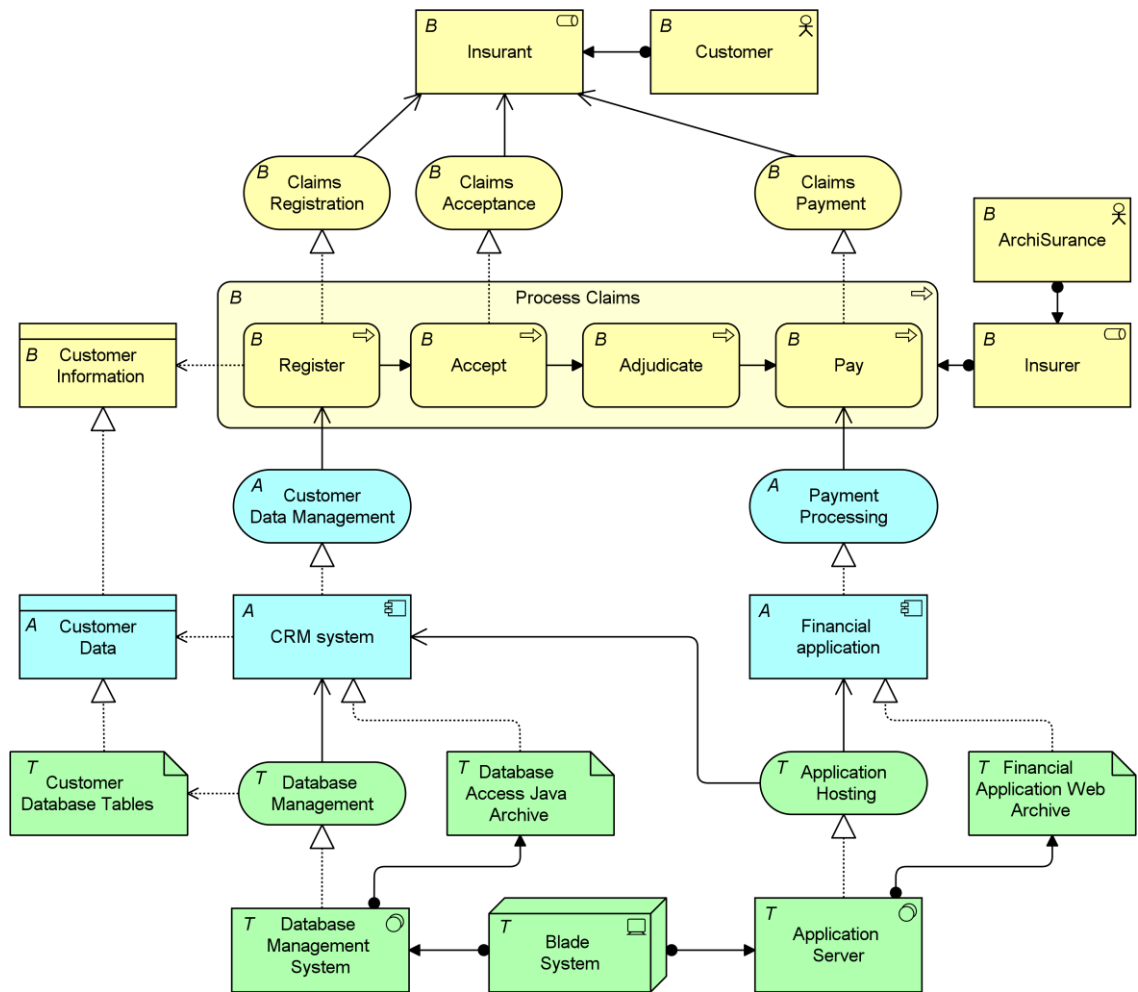 B
Insurant
B
Customer
B
Claims
Registration
B
Claims
Acceptance
B
Claims
Payment
B
ArchiSurance
B
Process Claims
B
Customer
Information
B
Register
B
Accept
B
Adjudicate
B
Pay
B
Insurer
A
Customer
Data Management
A
Payment
Processing
A
Customer
Data
A
CRM system
A
Financial
application
T
Customer
Database Tables
T
Database
Management
T
Database
Access Java
Archive
T
Application
Hosting
T
Financial
Application Web
Archive
T
Database
Management
System
T
Blade
System
T
Application
Server